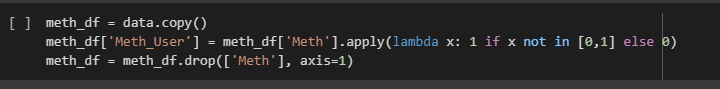 [ ] meth_df = data.copy()
meth_df['Meth_User'] = meth_df['Meth'].apply(lambda x: 1 if x not in [0,1] else 0)
meth_df = meth_df.drop(['Meth'], axis=1)